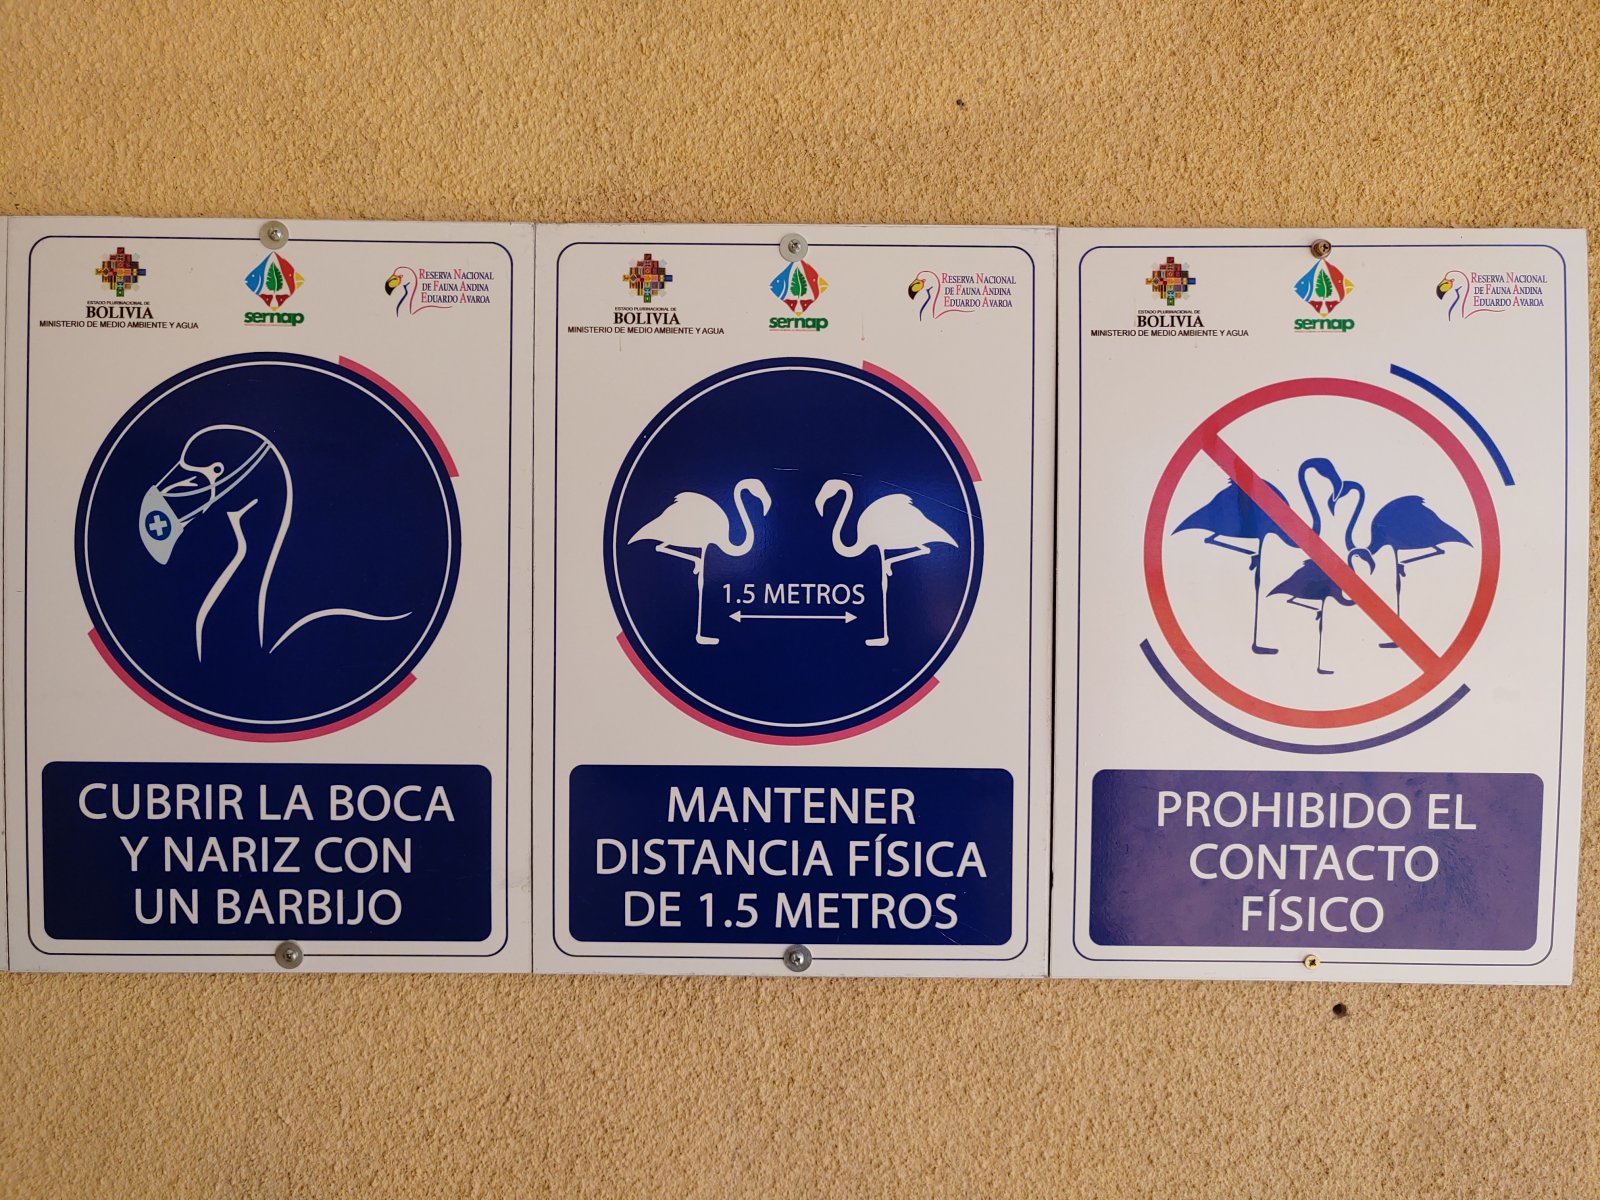 ESTADO PLURINACIONAL DE
BOLIVIA
MINISTERIO DE MEDIO AMBIENTE Y AGUA
sernap
RESERVA NACIONAL
DE FAUNA ANDINA
EDUARDO AVAROA
CUBRIR LA BOCA
Y NARIZ CON
UN BARBIJO
ESTADO PLURINACIONAL DE
BOLIVIA
MINISTERIO DE MEDIO AMBIENTE Y AGUA
sernap
RESERVA NACIONAL
DE FAUNA ANDINA
EDUARDO AVAROA
1.5 METROS
MANTENER
DISTANCIA FÍSICA
DE 1.5 METROS
ESTADO PLURINACIONAL DE
BOLIVIA
MINISTERIO DE MEDIO AMBIENTE Y AGUA
sernap
RESERVA NACIONAL
DE FAUNA ANDINA
EDUARDO AVAROA
PROHIBIDO EL
CONTACTO
FÍSICO